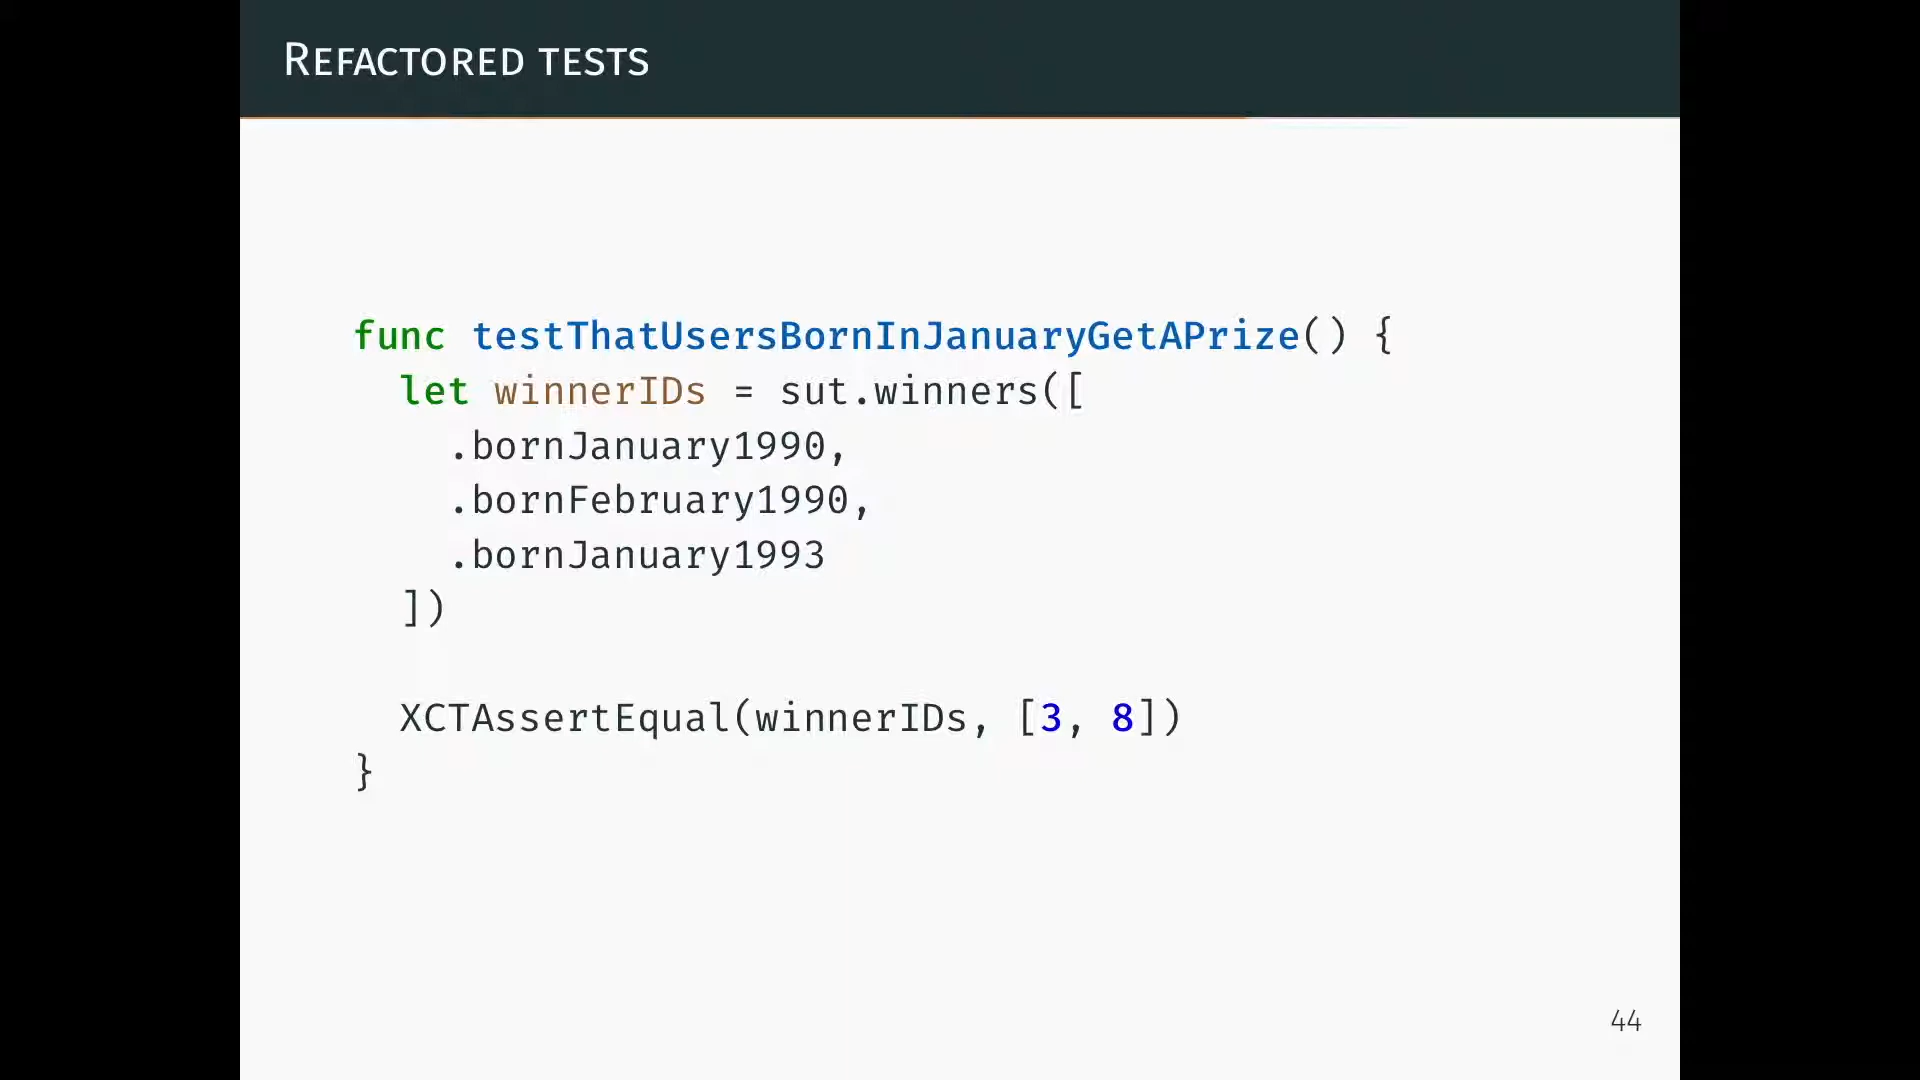 Refactored tests
func testThatUsersBornInJanuaryGetAPrize() {
  let winnerIDs = sut.winners([
    .bornJanuary1990,
    .bornFebruary1990,
    .bornJanuary1993
  ])
  XCTAssertEqual(winnerIDs, [3, 8])
}
44